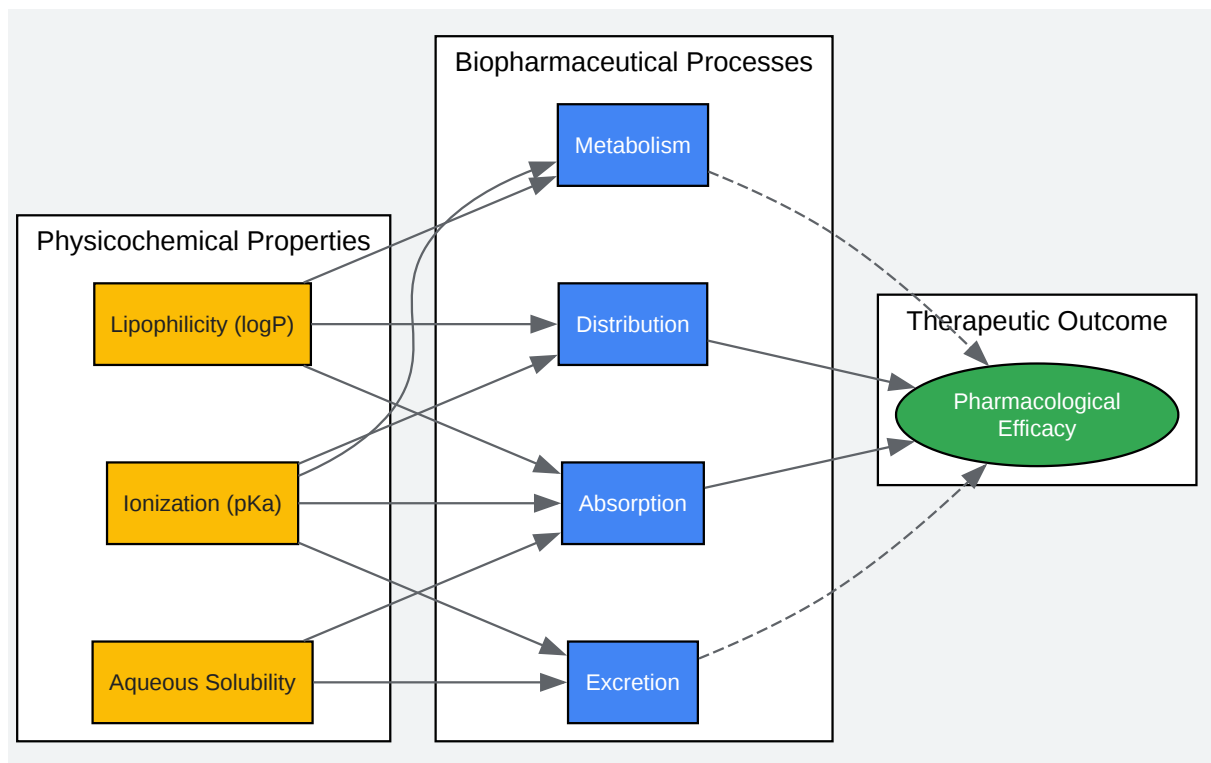 Physicochemical Properties
Lipophilicity (logP)
Ionization (pKa)
Aqueous Solubility
Biopharmaceutical Processes
Metabolism
Distribution
Absorption
Excretion
Therapeutic Outcome
Pharmacological
Efficacy